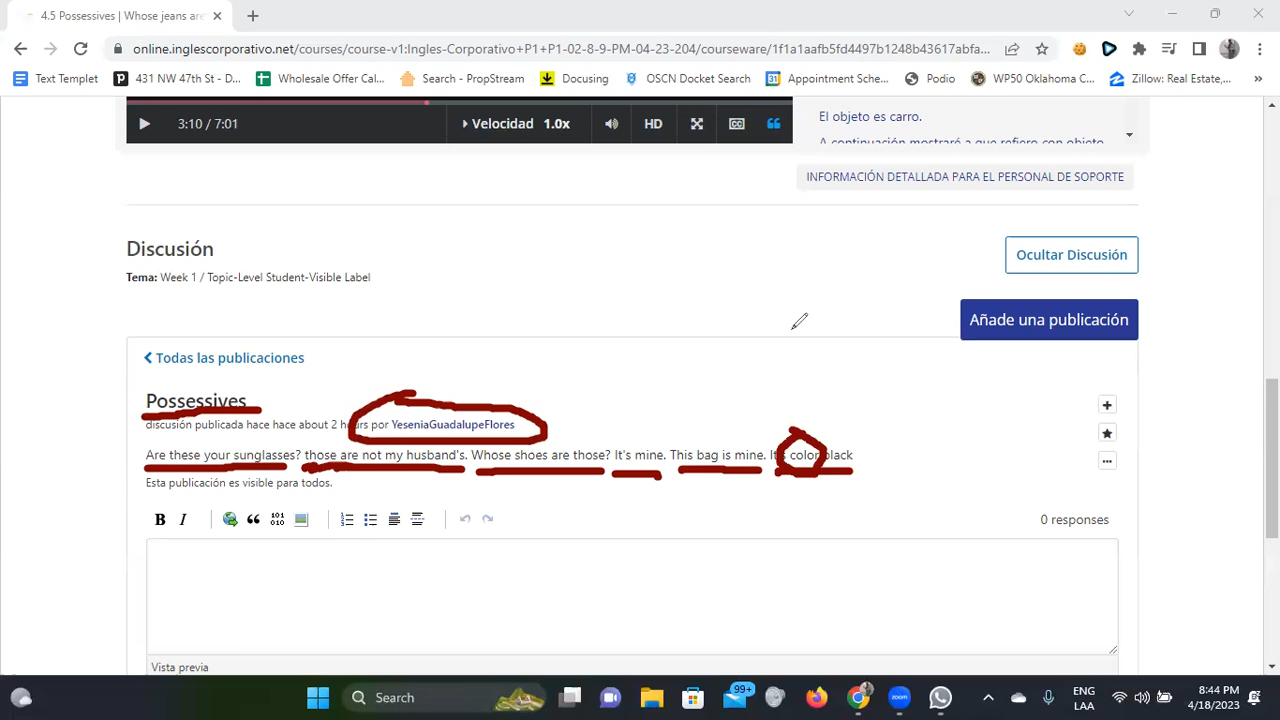 4.5 Possessives | Whose jeans are
online.inglescorporativo.net/courses/course-v1:Ingles-Corporativo+P1+P1-02-8-9-PM-04-23-204/courseware/1f1a1aafb5fd4497b1248b43617abfa...
Text Templet
431 NW 47th St - D...
Wholesale Offer Cal...
Search - PropStream
Docusing
OSCN Docket Search
Appointment Sche...
Podio
WP50 Oklahoma C...
Zillow: Real Estate,...
»
3:10 / 7:01
Velocidad 1.0x
HD
El objeto es carro.
A continuación mostraré a que refiero con objeto
INFORMACIÓN DETALLADA PARA EL PERSONAL DE SOPORTE
Discusión
Ocultar Discusión
Tema: Week 1 / Topic-Level Student-Visible Label
Añade una publicación
Todas las publicaciones
Possessives
discusión publicada hace hace about 2 hours por YeseniaGuadalupeFlores
Are these your sunglasses? those are not my husband's. Whose shoes are those? It's mine. This bag is mine. It's color black
Esta publicación es visible para todos.
B I
0 responses
Vista previa
Search
99+
ENG
LAA
8:44 PM
4/18/2023